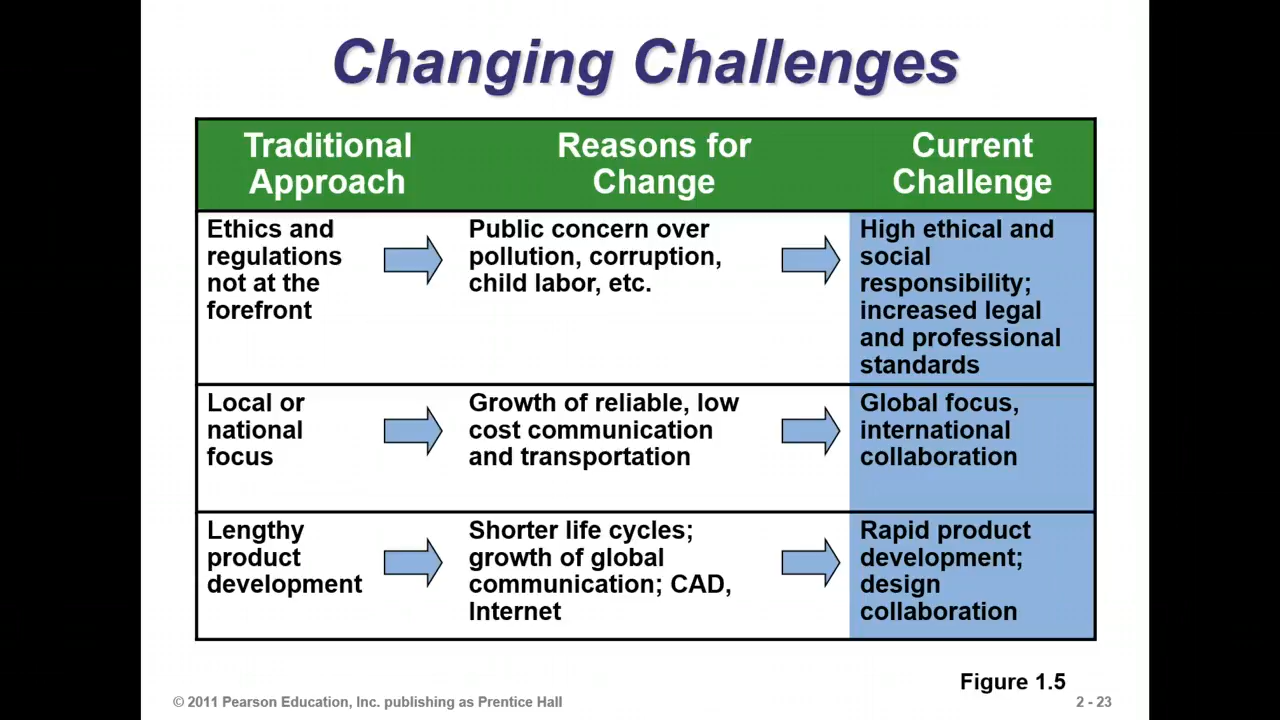 Changing Challenges
Traditional
Approach
Reasons for
Change
Current
Challenge
Ethics and
regulations
not at the
forefront
Public concern over
pollution, corruption,
child labor, etc.
High ethical and
social
responsibility;
increased legal
and professional
standards
Local or
national
focus
Growth of reliable, low
cost communication
and transportation
Global focus,
international
collaboration
Lengthy
product
development
Shorter life cycles;
growth of global
communication; CAD,
Internet
Rapid product
development;
design
collaboration
Figure 1.5
© 2011 Pearson Education, Inc. publishing as Prentice Hall
2 - 23